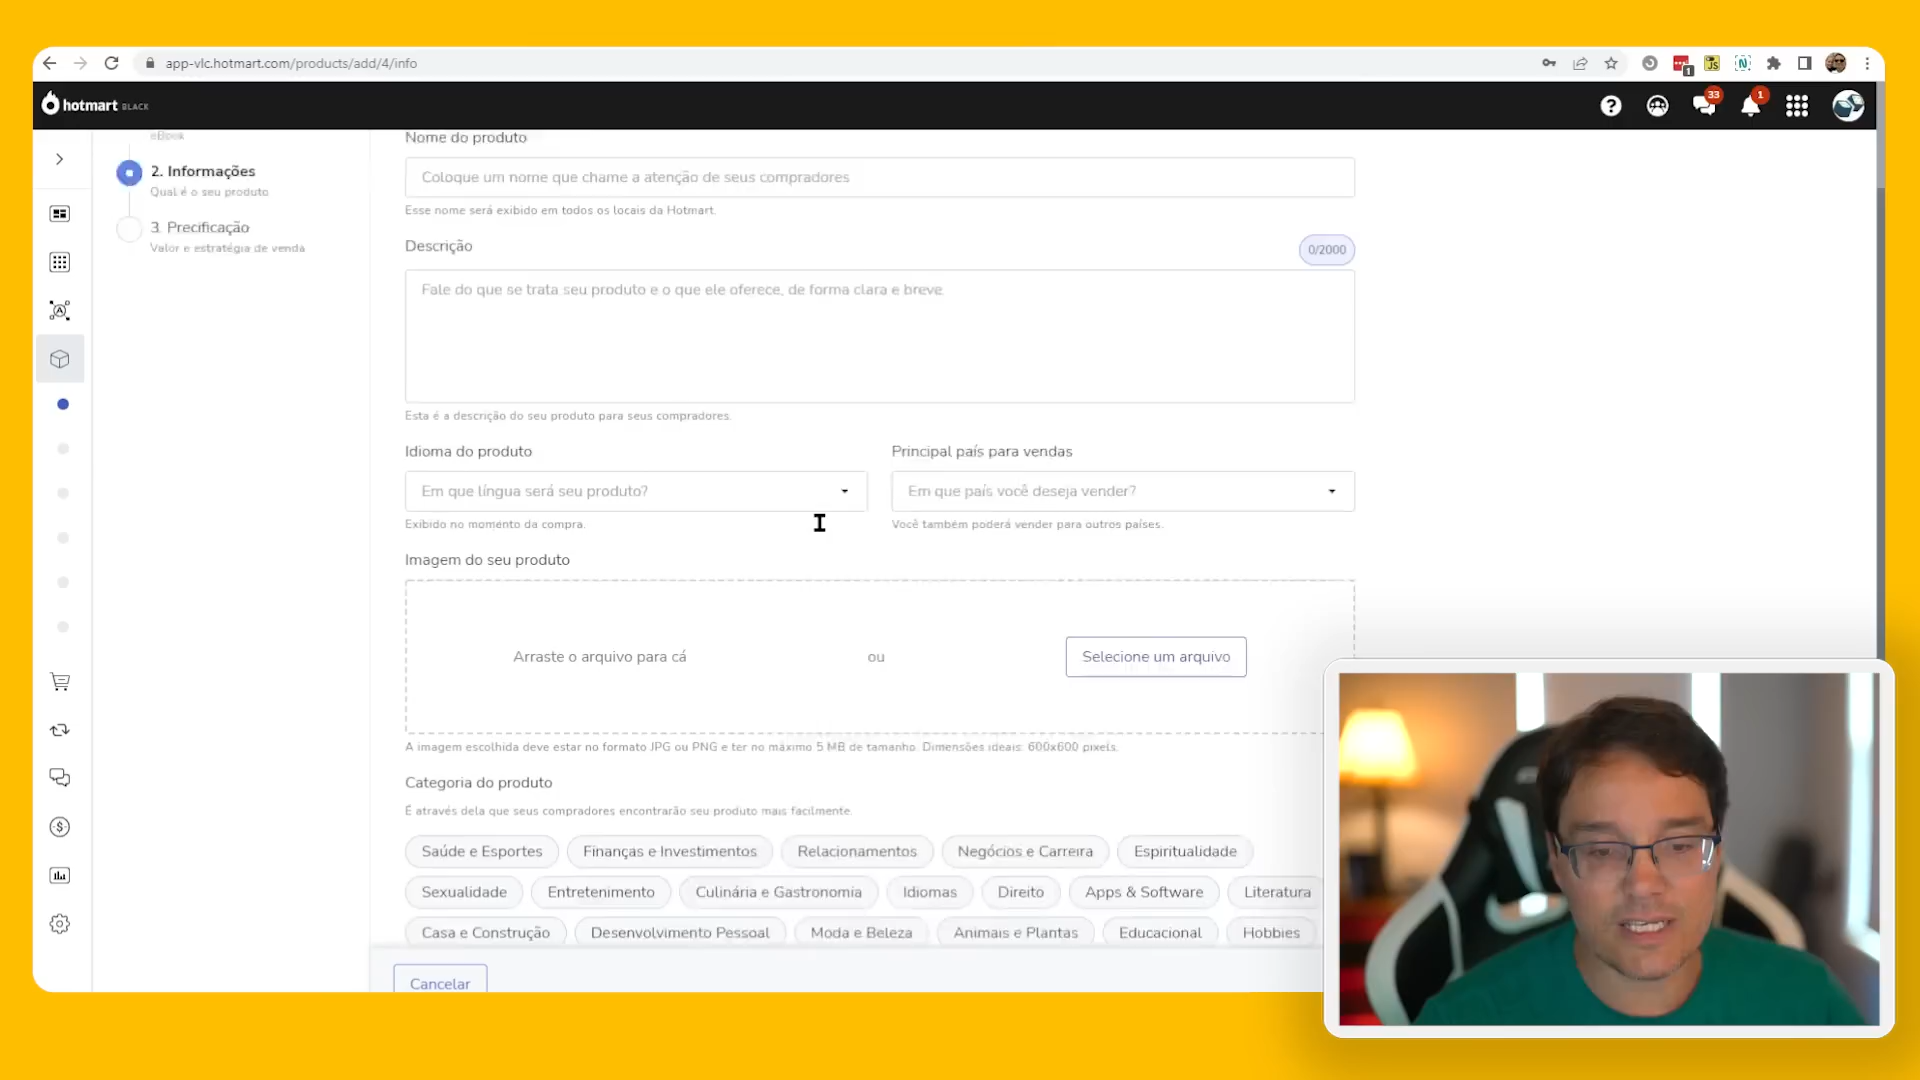 app-vlc.hotmart.com/products/add/4/info
1
JS
N
hotmart BLACK
33
1
eBook
2. Informações
Qual é o seu produto
3. Precificação
Valor e estratégia de venda
Nome do produto
Coloque um nome que chame a atenção de seus compradores
Esse nome será exibido em todos os locais da Hotmart.
Descrição
0/2000
Fale do que se trata seu produto e o que ele oferece, de forma clara e breve
Esta é a descrição do seu produto para seus compradores.
Idioma do produto
Principal país para vendas
Em que língua será seu produto?
Em que país você deseja vender?
Exibido no momento da compra.
Você também poderá vender para outros países.
Imagem do seu produto
Arraste o arquivo para cá
ou
Selecione um arquivo
A imagem escolhida deve estar no formato JPG ou PNG e ter no máximo 5 MB de tamanho. Dimensões ideais: 600x600 pixels.
Categoria do produto
É através dela que seus compradores encontrarão seu produto mais facilmente.
Saúde e Esportes
Finanças e Investimentos
Relacionamentos
Negócios e Carreira
Espiritualidade
Sexualidade
Entretenimento
Culinária e Gastronomia
Idiomas
Direito
Apps & Software
Literatura
Casa e Construção
Desenvolvimento Pessoal
Moda e Beleza
Animais e Plantas
Educacional
Hobbies
Cancelar